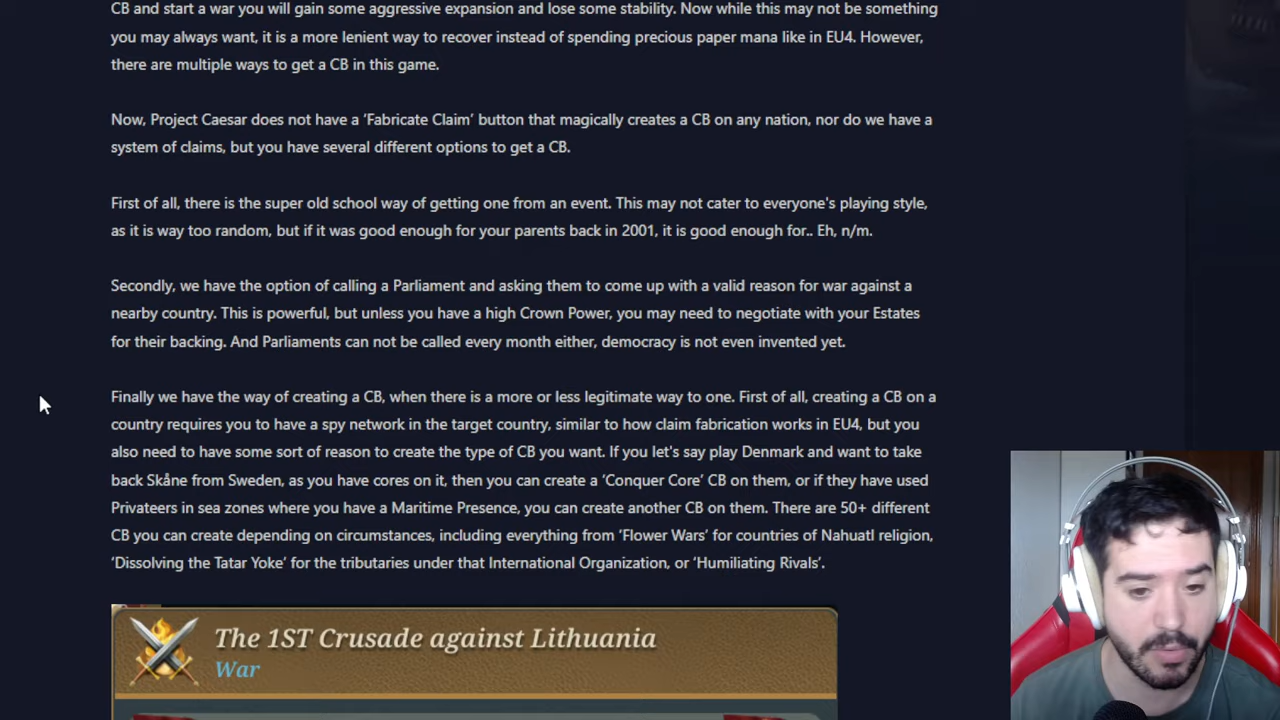 CB and start a war you will gain some aggressive expansion and lose some stability. Now while this may not be something
you may always want, it is a more lenient way to recover instead of spending precious paper mana like in EU4. However,
there are multiple ways to get a CB in this game.
Now, Project Caesar does not have a ‘Fabricate Claim’ button that magically creates a CB on any nation, nor do we have a
system of claims, but you have several different options to get a CB.
First of all, there is the super old school way of getting one from an event. This may not cater to everyone's playing style,
as it is way too random, but if it was good enough for your parents back in 2001, it is good enough for.. Eh, n/m.
Secondly, we have the option of calling a Parliament and asking them to come up with a valid reason for war against a
nearby country. This is powerful, but unless you have a high Crown Power, you may need to negotiate with your Estates
for their backing. And Parliaments can not be called every month either, democracy is not even invented yet.
Finally we have the way of creating a CB, when there is a more or less legitimate way to one. First of all, creating a CB on a
country requires you to have a spy network in the target country, similar to how claim fabrication works in EU4, but you
also need to have some sort of reason to create the type of CB you want. If you let's say play Denmark and want to take
back Skåne from Sweden, as you have cores on it, then you can create a ‘Conquer Core’ CB on them, or if they have used
Privateers in sea zones where you have a Maritime Presence, you can create another CB on them. There are 50+ different
CB you can create depending on circumstances, including everything from ‘Flower Wars’ for countries of Nahuatl religion,
‘Dissolving the Tatar Yoke’ for the tributaries under that International Organization, or ‘Humiliating Rivals’.
The 1ST Crusade against Lithuania
War